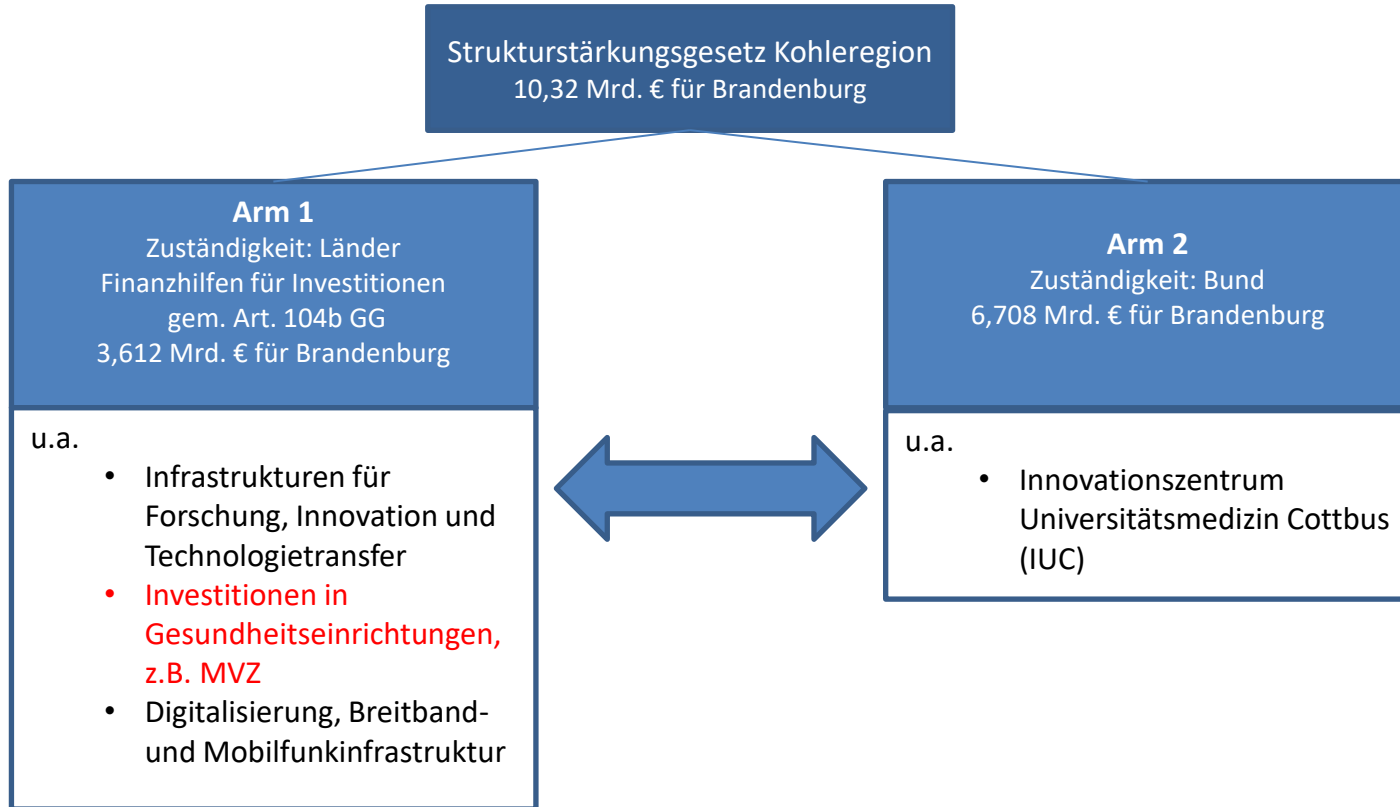 Strukturstärkungsgesetz Kohleregion
10,32 Mrd. € für Brandenburg
Arm 1
Zuständigkeit: Länder
Finanzhilfen für Investitionen
gem. Art. 104b GG
3,612 Mrd. € für Brandenburg
u.a.
• Infrastrukturen für
Forschung, Innovation und
Technologietransfer
• Investitionen in
Gesundheitseinrichtungen,
z.B. MVZ
• Digitalisierung, Breitband-
und Mobilfunkinfrastruktur
Arm 2
Zuständigkeit: Bund
6,708 Mrd. € für Brandenburg
u.a.
• Innovationszentrum
Universitätsmedizin Cottbus
(IUC)